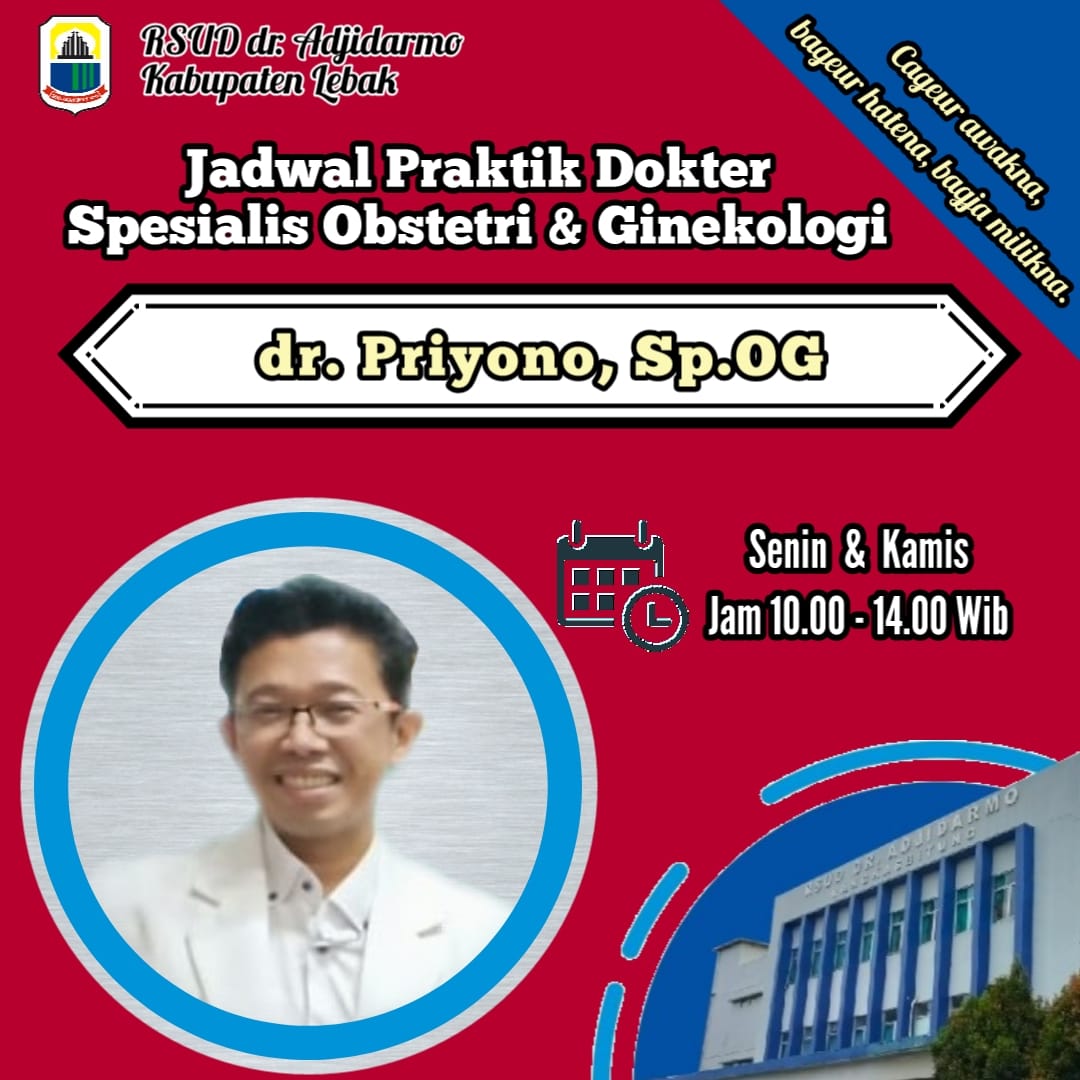 RSUD dr. Adjidarmo
Kabupaten Lebak
Cageur awakna,
bageur hatena, bagja milikna.
Jadwal Praktik Dokter
Spesialis Obstetri & Ginekologi
dr. Priyono, Sp.OG
Senin & Kamis
Jam 10.00 - 14.00 Wib
RSUD DR. ADJIDARMO
RANGKASBITUNG